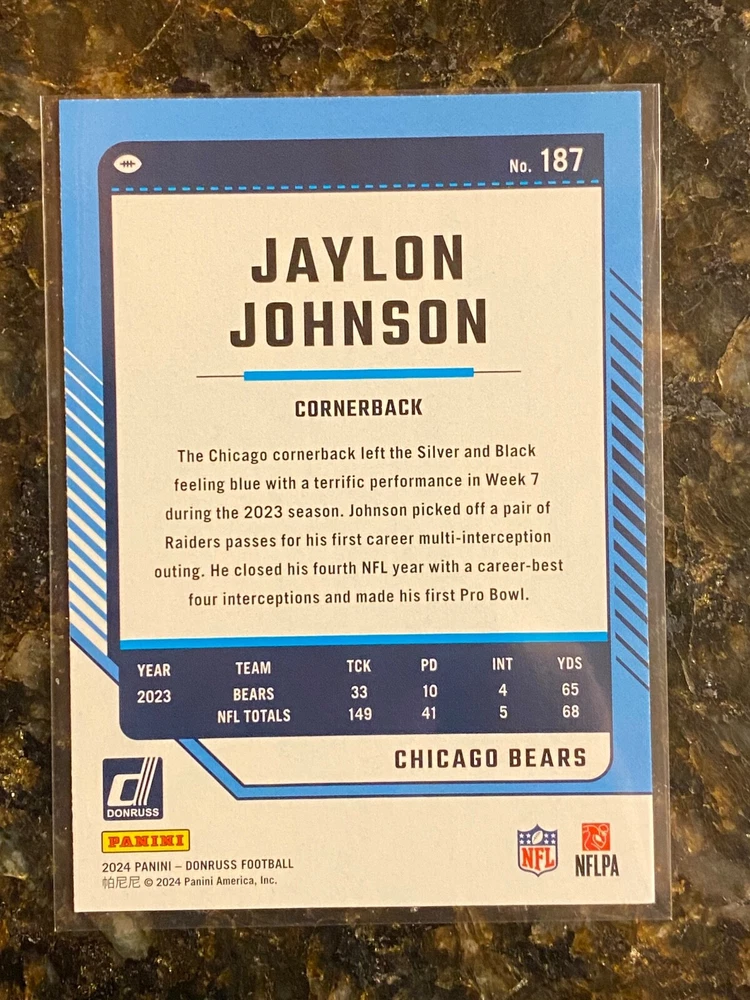 No. 187
JAYLON
JOHNSON
CORNERBACK
The Chicago cornerback left the Silver and Black
feeling blue with a terrific performance in Week 7
during the 2023 season. Johnson picked off a pair of
Raiders passes for his first career multi-interception
outing. He closed his fourth NFL year with a career-best
four interceptions and made his first Pro Bowl.
YEAR TEAM TCK PD INT YDS
2023 BEARS 33 10 4 65
NFL TOTALS 149 41 5 68
CHICAGO BEARS
d
DONRUSS
PANINI
2024 PANINI – DONRUSS FOOTBALL
帕尼尼 © 2024 Panini America, Inc.
NFL
NFLPA